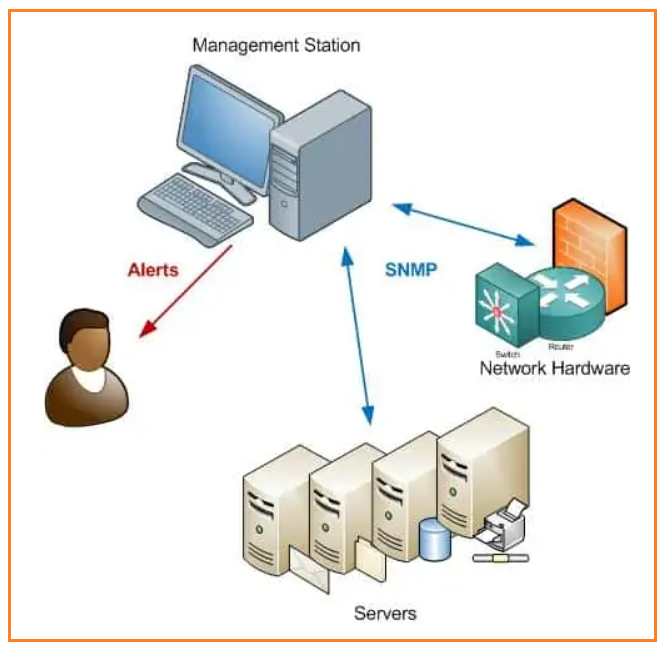 Management Station
Alerts
SNMP
Switch
Router
Network Hardware
Servers